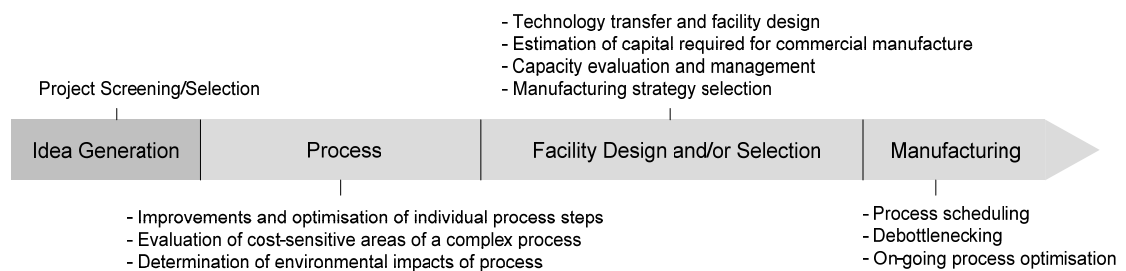 - Technology transfer and facility design
- Estimation of capital required for commercial manufacture
- Capacity evaluation and management
- Manufacturing strategy selection
Project Screening/Selection
Idea Generation
Process
Facility Design and/or Selection
Manufacturing
- Improvements and optimisation of individual process steps
- Evaluation of cost-sensitive areas of a complex process
- Determination of environmental impacts of process
- Process scheduling
- Debottlenecking
- On-going process optimisation